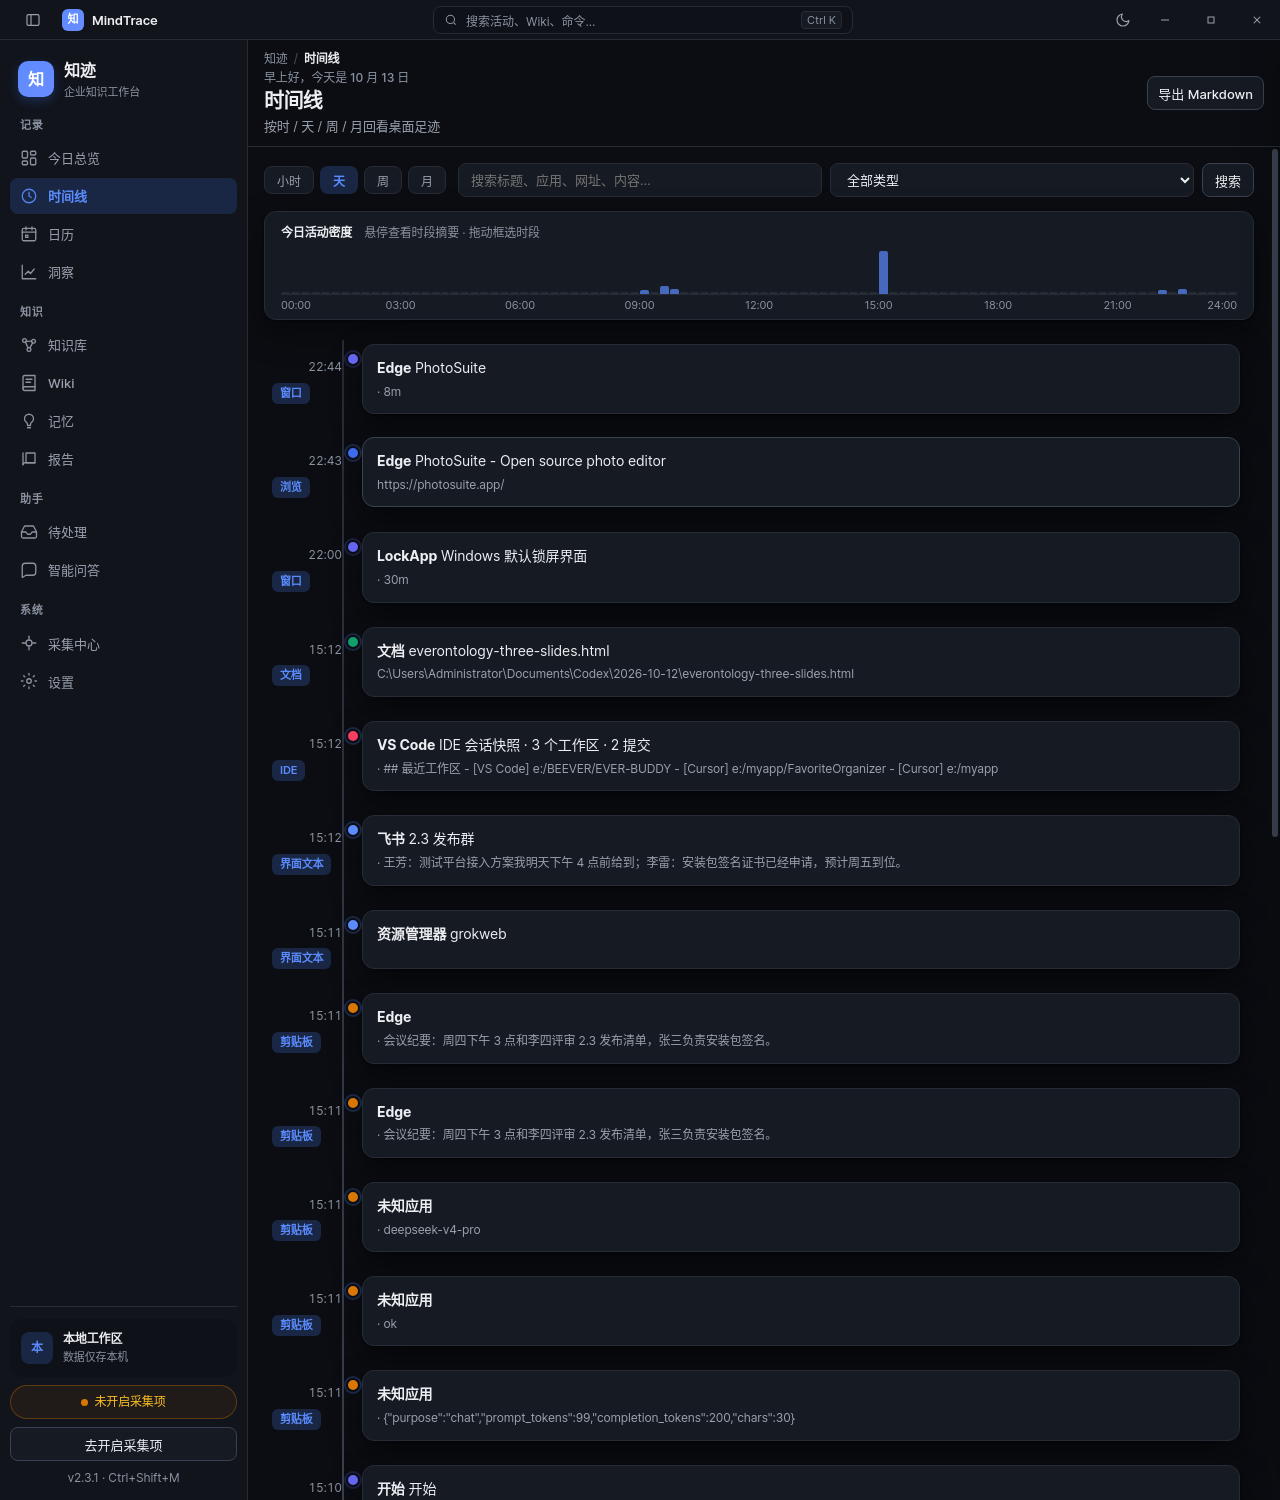 知 MindTrace
搜索活动、Wiki、命令... Ctrl K
知 知迹
企业知识工作台
记录
今日总览
时间线
日历
洞察
知识
知识库
Wiki
记忆
报告
助手
待处理
智能问答
系统
采集中心
设置
本 本地工作区
数据仅存本机
未开启采集项
去开启采集项
v2.3.1 · Ctrl+Shift+M
知迹 / 时间线
早上好，今天是 10 月 13 日
时间线
按时 / 天 / 周 / 月回看桌面足迹
导出 Markdown
小时 天 周 月 搜索标题、应用、网址、内容... 全部类型 搜索
今日活动密度 悬停查看时段摘要 · 拖动框选时段
00:00 03:00 06:00 09:00 12:00 15:00 18:00 21:00 24:00
22:44 Edge PhotoSuite
窗口 · 8m
22:43 Edge PhotoSuite - Open source photo editor
浏览 https://photosuite.app/
22:00 LockApp Windows 默认锁屏界面
窗口 · 30m
15:12 文档 everontology-three-slides.html
文档 C:\Users\Administrator\Documents\Codex\2026-10-12\everontology-three-slides.html
15:12 VS Code IDE 会话快照 · 3 个工作区 · 2 提交
IDE · ## 最近工作区 - [VS Code] e:/BEEVER/EVER-BUDDY - [Cursor] e:/myapp/FavoriteOrganizer - [Cursor] e:/myapp
15:12 飞书 2.3 发布群
界面文本 · 王芳：测试平台接入方案我明天下午 4 点前给到；李雷：安装包签名证书已经申请，预计周五到位。
15:11 资源管理器 grokweb
界面文本
15:11 Edge
剪贴板 · 会议纪要：周四下午 3 点和李四评审 2.3 发布清单，张三负责安装包签名。
15:11 Edge
剪贴板 · 会议纪要：周四下午 3 点和李四评审 2.3 发布清单，张三负责安装包签名。
15:11 未知应用
剪贴板 · deepseek-v4-pro
15:11 未知应用
剪贴板 · ok
15:11 未知应用
剪贴板 · {"purpose":"chat","prompt_tokens":99,"completion_tokens":200,"chars":30}
15:10 开始 开始